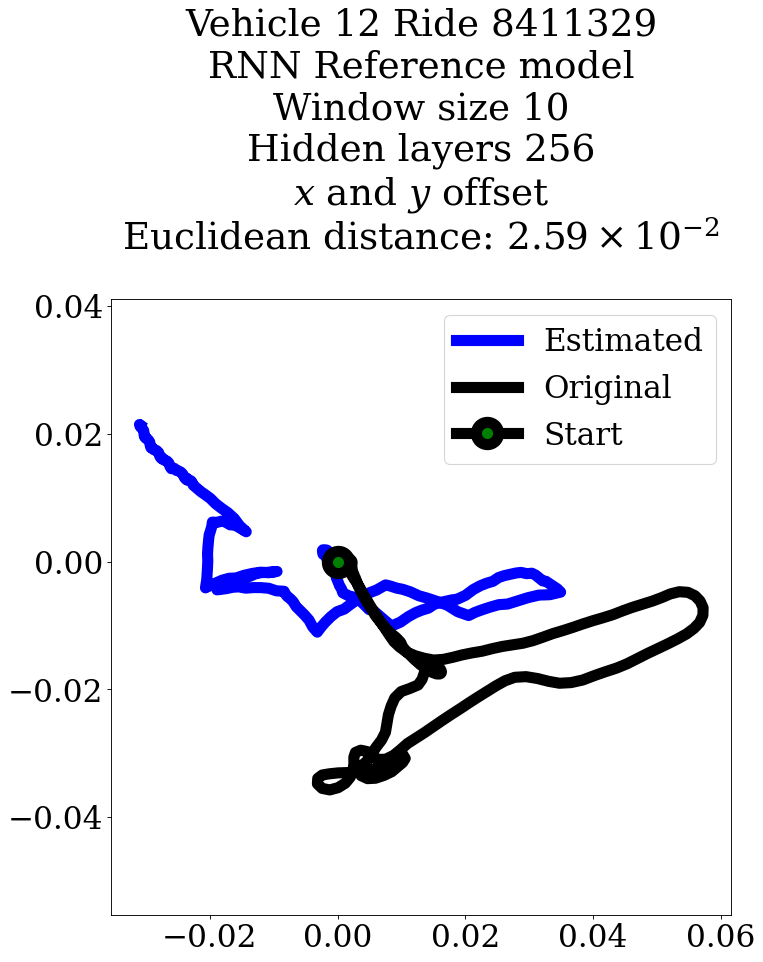 Vehicle 12 Ride 8411329
RNN Reference model
Window size 10
Hidden layers 256
x and y offset
Euclidean distance: 2.59 × 10⁻²
Estimated
Original
Start
0.04
0.02
0.00
−0.02
−0.04
−0.02 0.00 0.02 0.04 0.06